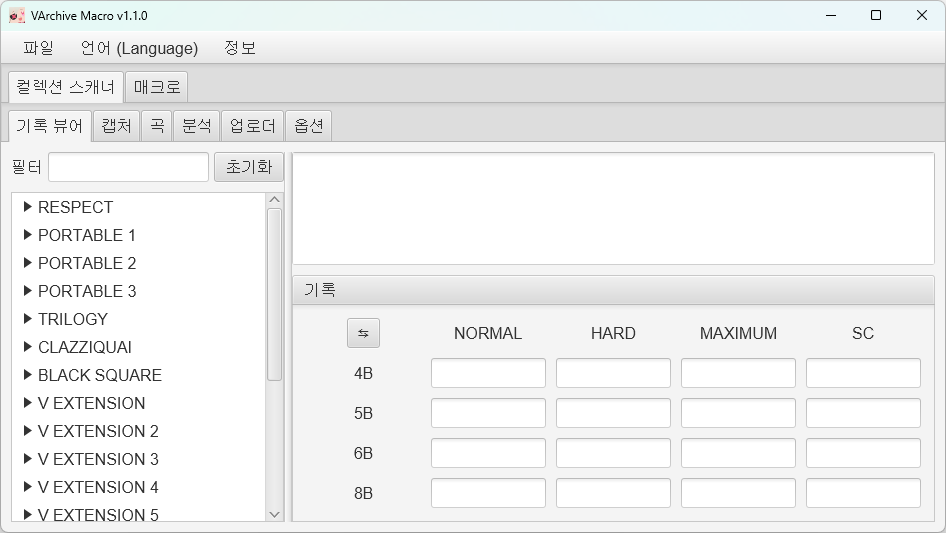 VArchive Macro v1.1.0
파일 언어 (Language) 정보
컬렉션 스캐너 매크로
기록 뷰어 캡처 곡 분석 업로더 옵션
필터 초기화
RESPECT
PORTABLE 1
PORTABLE 2
PORTABLE 3
TRILOGY
CLAZZIQUAI
BLACK SQUARE
V EXTENSION
V EXTENSION 2
V EXTENSION 3
V EXTENSION 4
V EXTENSION 5
기록
⇆ NORMAL HARD MAXIMUM SC
4B
5B
6B
8B